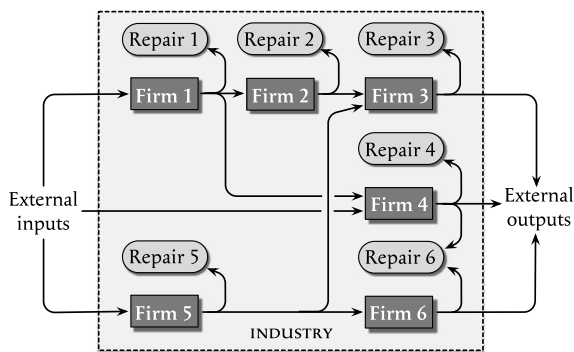 Repair 1
Repair 2
Repair 3
Firm 1
Firm 2
Firm 3
Repair 4
External
inputs
Firm 4
External
outputs
Repair 5
Repair 6
Firm 5
Firm 6
INDUSTRY